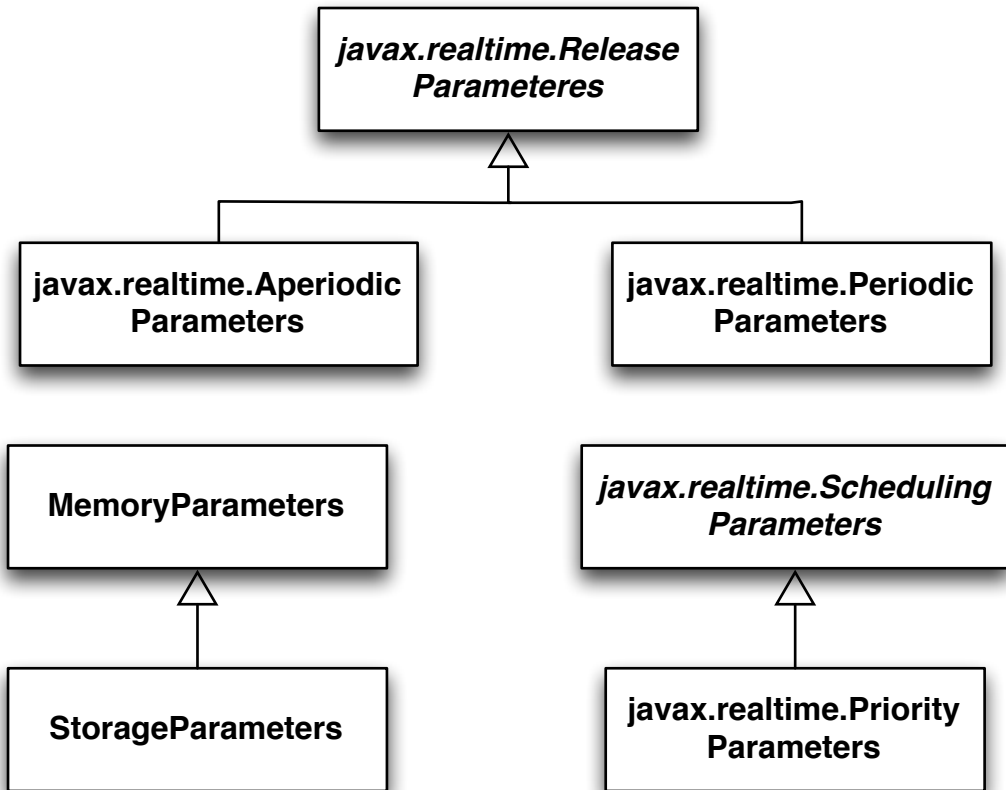 javax.realtime.Release
Parameteres
javax.realtime.Aperiodic
Parameters
javax.realtime.Periodic
Parameters
MemoryParameters
javax.realtime.Scheduling
Parameters
StorageParameters
javax.realtime.Priority
Parameters